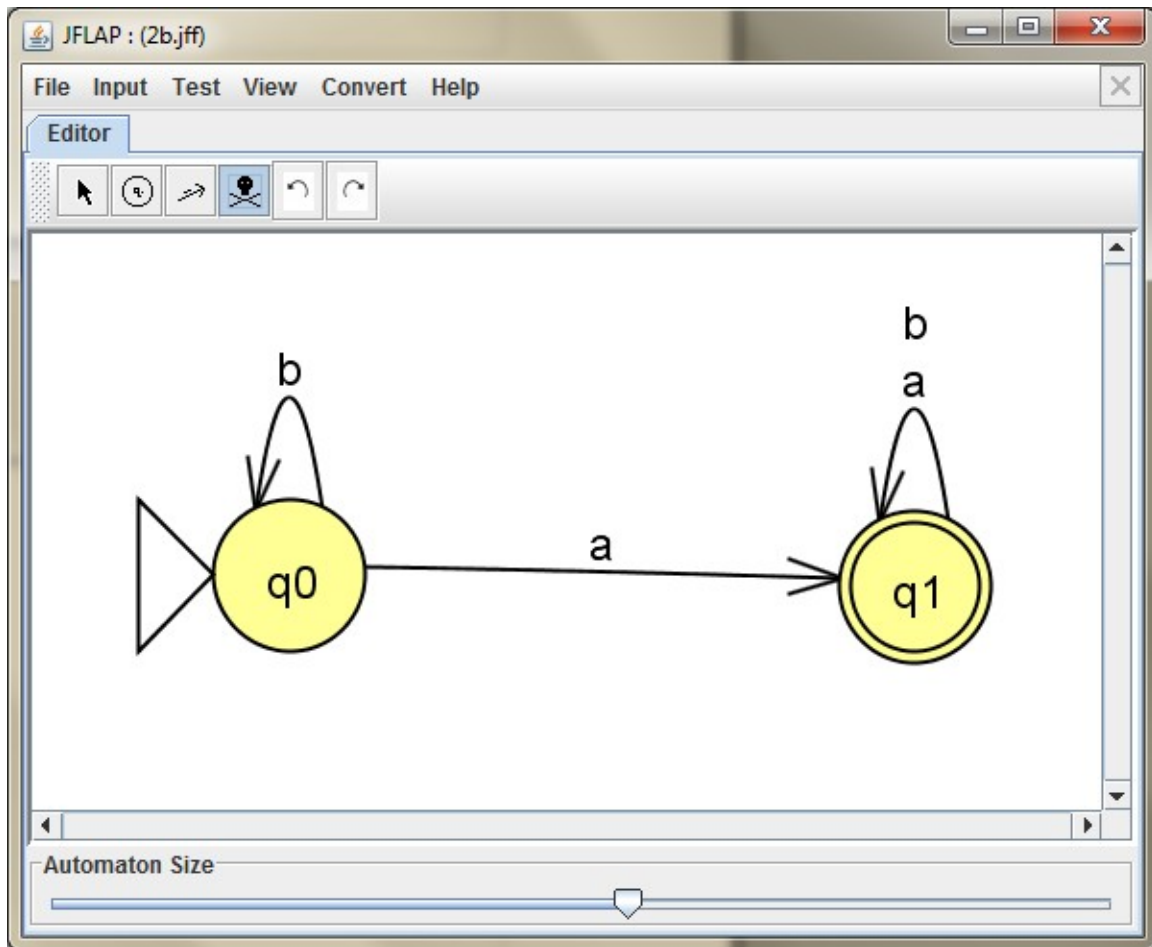 JFLAP : (2b.jff)
File Input Test View Convert Help
Editor
q
b
b
a
a
q0
q1
Automaton Size